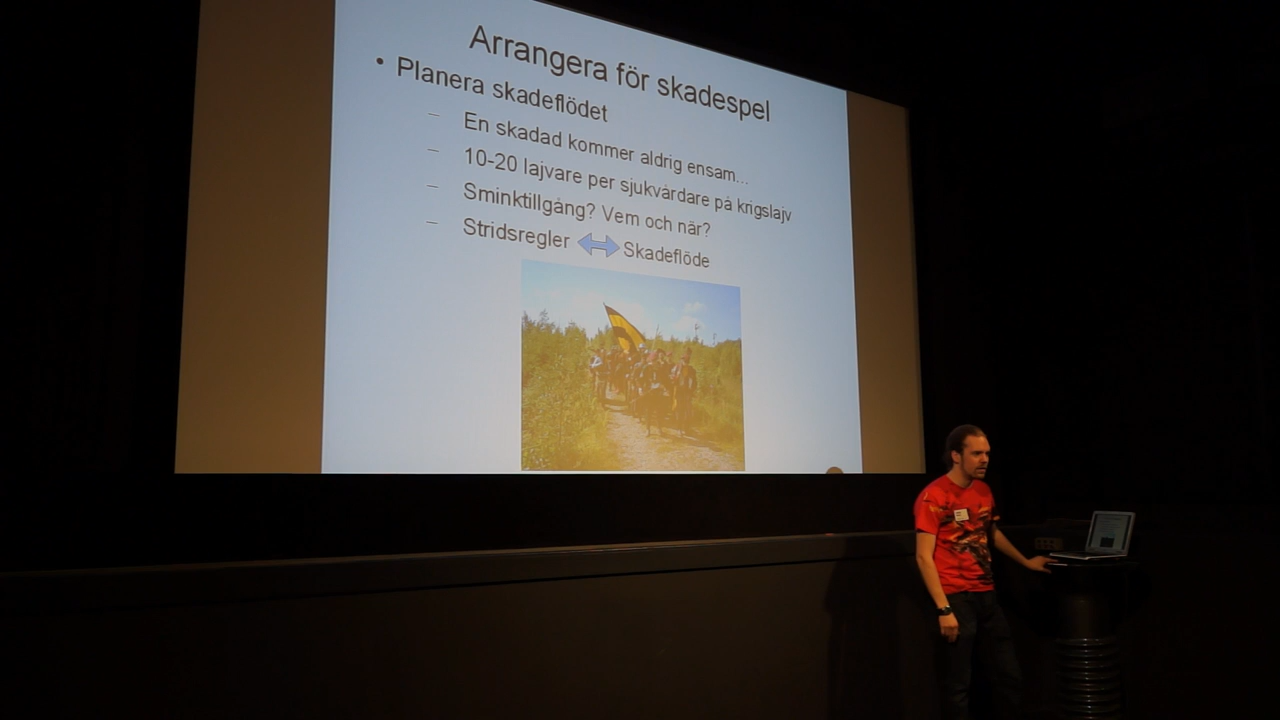 Arrangera för skadespel
• Planera skadeflödet
– En skadad kommer aldrig ensam...
– 10-20 lajvare per sjukvårdare på krigslajv
– Sminktillgång? Vem och när?
– Stridsregler Skadeflöde